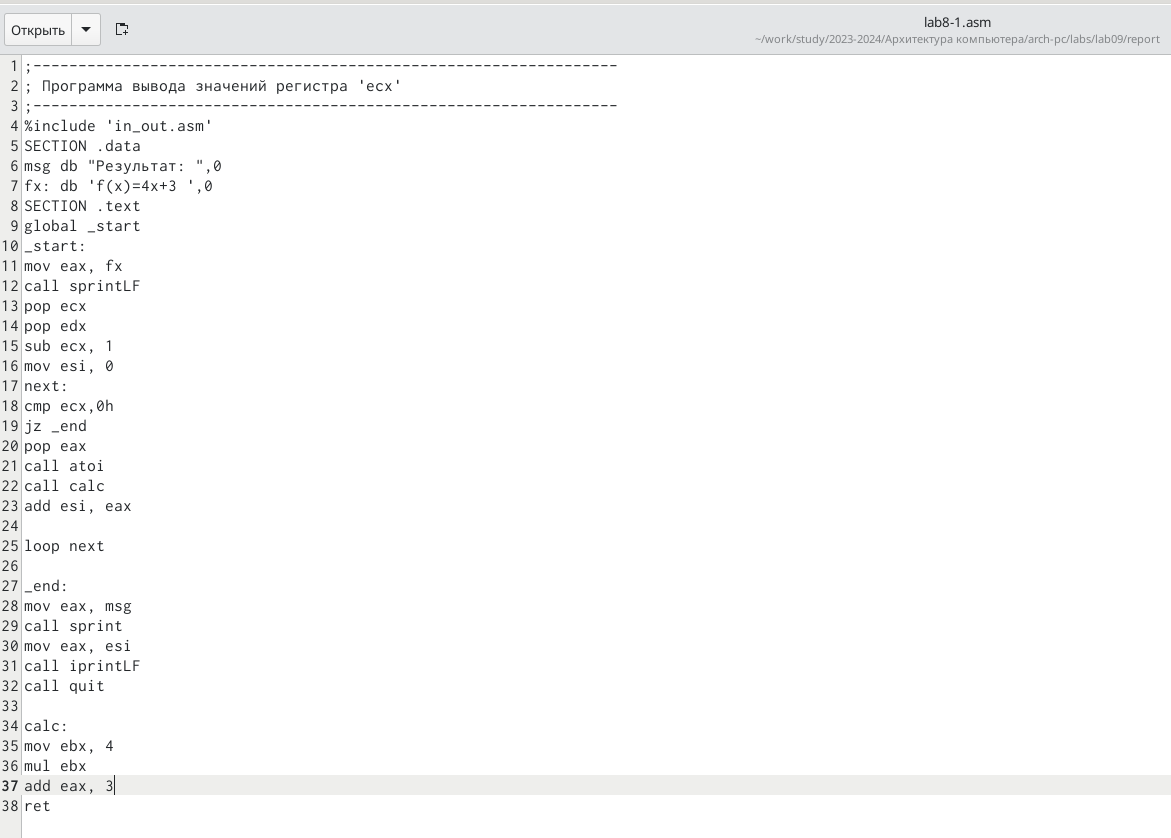 Открыть
lab8-1.asm
~/work/study/2023-2024/Архитектура компьютера/arch-pc/labs/lab09/report
1 ;-----------------------------------------------------------------
2 ; Программа вывода значений регистра 'ecx'
3 ;-----------------------------------------------------------------
4 %include 'in_out.asm'
5 SECTION .data
6 msg db "Результат: ",0
7 fx: db 'f(x)=4x+3 ',0
8 SECTION .text
9 global _start
10 _start:
11 mov eax, fx
12 call sprintLF
13 pop ecx
14 pop edx
15 sub ecx, 1
16 mov esi, 0
17 next:
18 cmp ecx,0h
19 jz _end
20 pop eax
21 call atoi
22 call calc
23 add esi, eax
24
25 loop next
26
27 _end:
28 mov eax, msg
29 call sprint
30 mov eax, esi
31 call iprintLF
32 call quit
33
34 calc:
35 mov ebx, 4
36 mul ebx
37 add eax, 3
38 ret